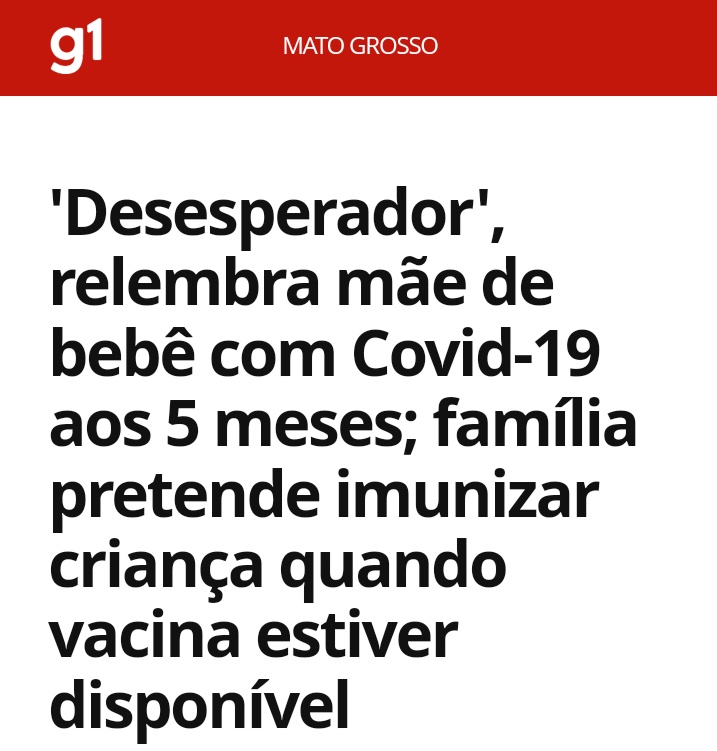 g1
MATO GROSSO
'Desesperador',
relembra mãe de
bebê com Covid-19
aos 5 meses; família
pretende imunizar
criança quando
vacina estiver
disponível